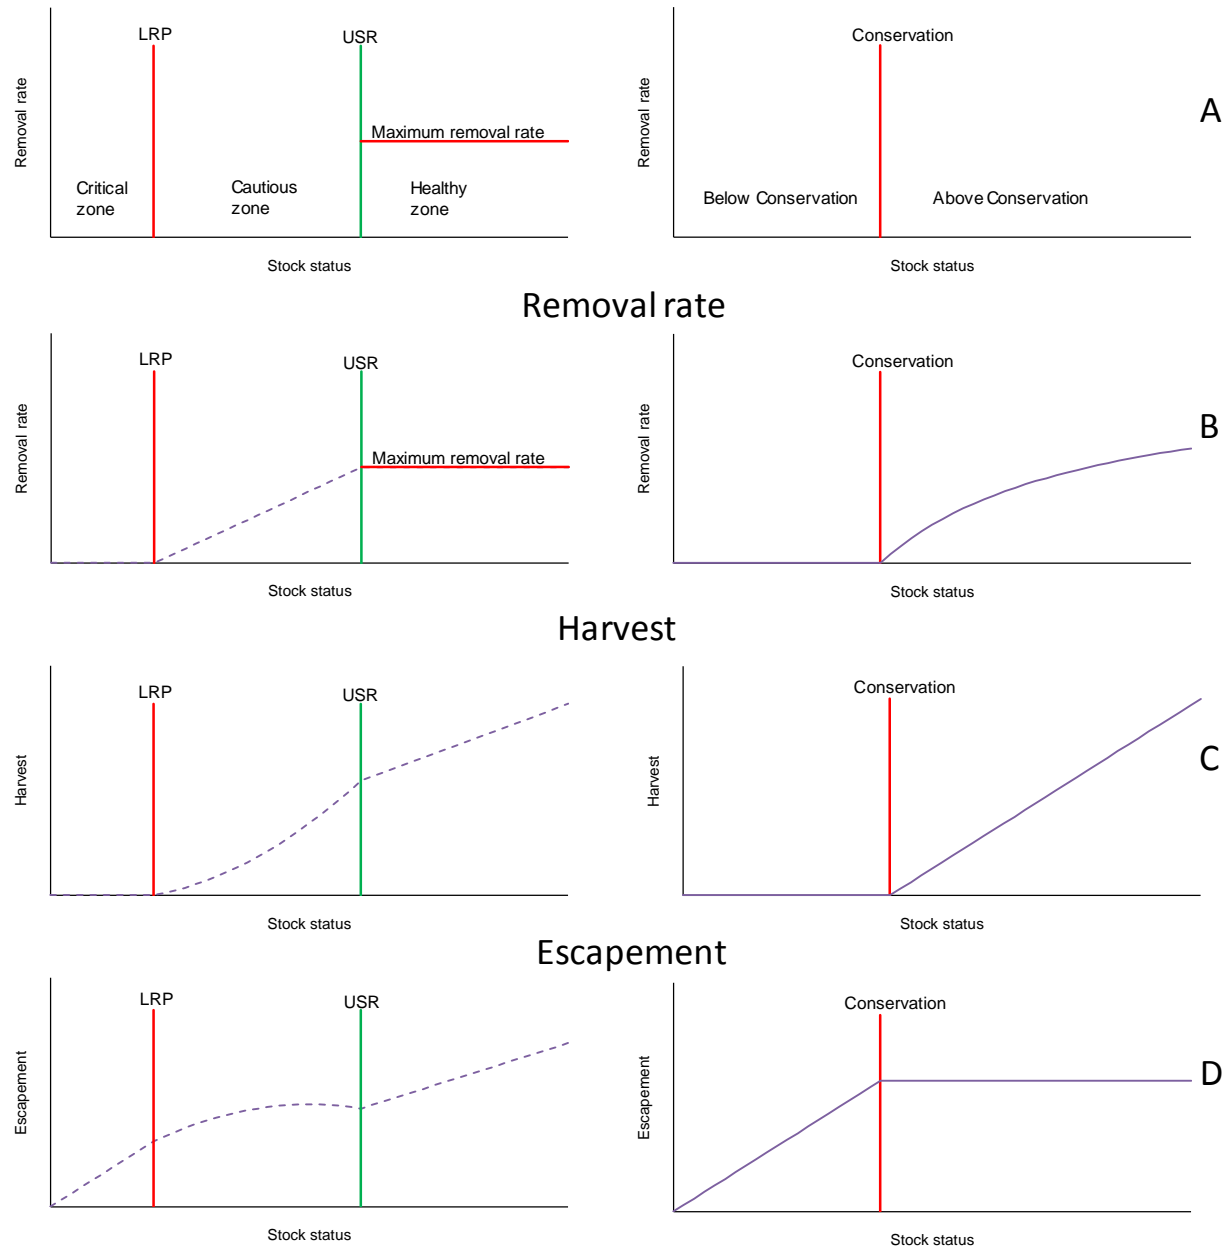 LRP
USR
Removal rate
Maximum removal rate
Critical
zone
Cautious
zone
Healthy
zone
Stock status
Conservation
Removal rate
Below Conservation
Above Conservation
Stock status
A
Removal rate
LRP
USR
Removal rate
Maximum removal rate
Stock status
Conservation
Removal rate
Stock status
B
Harvest
LRP
USR
Harvest
Stock status
Conservation
Harvest
Stock status
C
Escapement
LRP
USR
Escapement
Stock status
Conservation
Escapement
Stock status
D